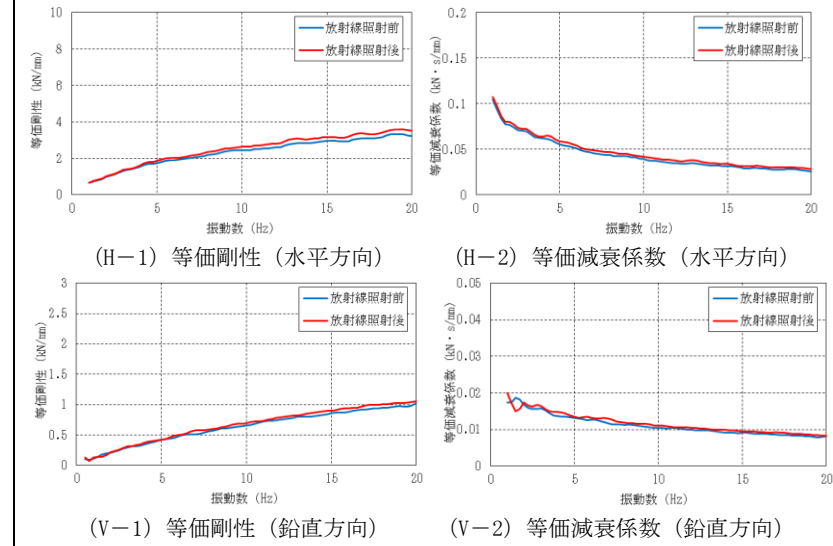 10
8
6
4
2
0
等価剛性 (kN/mm)
放射線照射前
放射線照射後
0 5 10 15 20
振動数 (Hz)
(H-1) 等価剛性 (水平方向)
0.2
0.15
0.1
0.05
0
等価減衰係数 (kN・s/mm)
放射線照射前
放射線照射後
0 5 10 15 20
振動数 (Hz)
(H-2) 等価減衰係数 (水平方向)
3
2.5
2
1.5
1
0.5
0
等価剛性 (kN/mm)
放射線照射前
放射線照射後
0 5 10 15 20
振動数 (Hz)
(V-1) 等価剛性 (鉛直方向)
0.05
0.04
0.03
0.02
0.01
0
等価減衰係数 (kN・s/mm)
放射線照射前
放射線照射後
0 5 10 15 20
振動数 (Hz)
(V-2) 等価減衰係数 (鉛直方向)